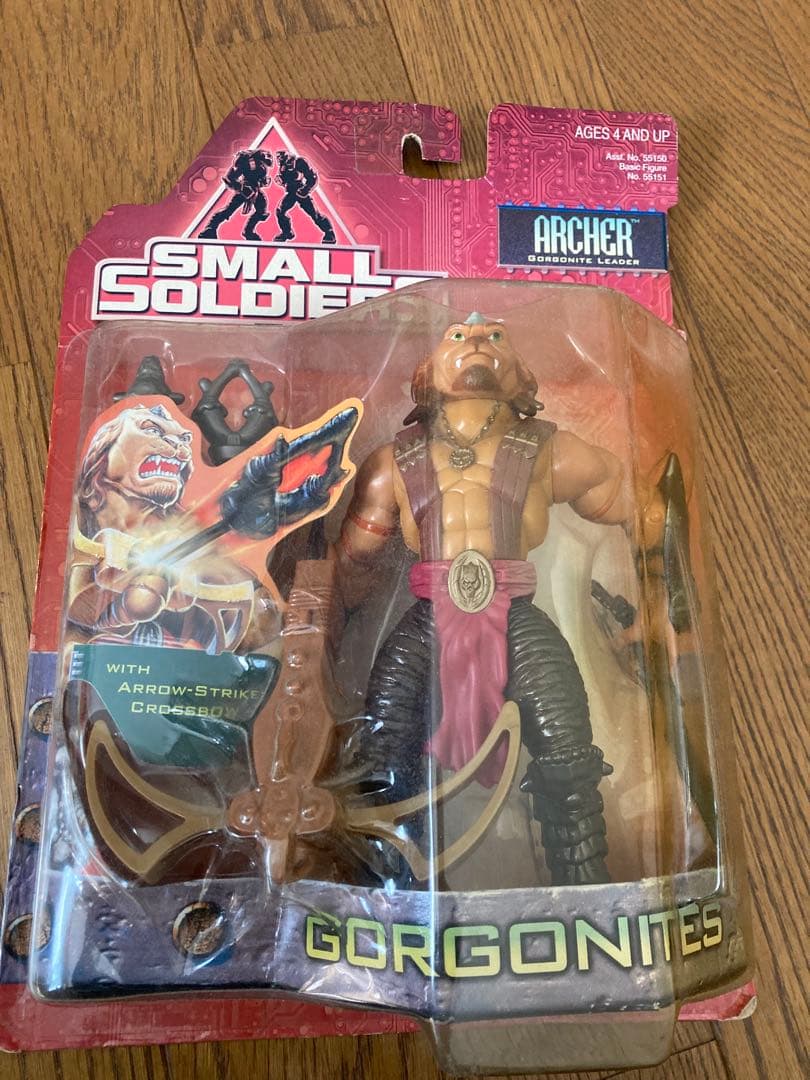 AGES 4 AND UP
Asst. No. 55150
Basic Figure
No. 55151
ARCHER™
GORGONITE LEADER
SMALL
SOLDIERS
WITH
ARROW-STRIKE
CROSSBOW
GORGONITES